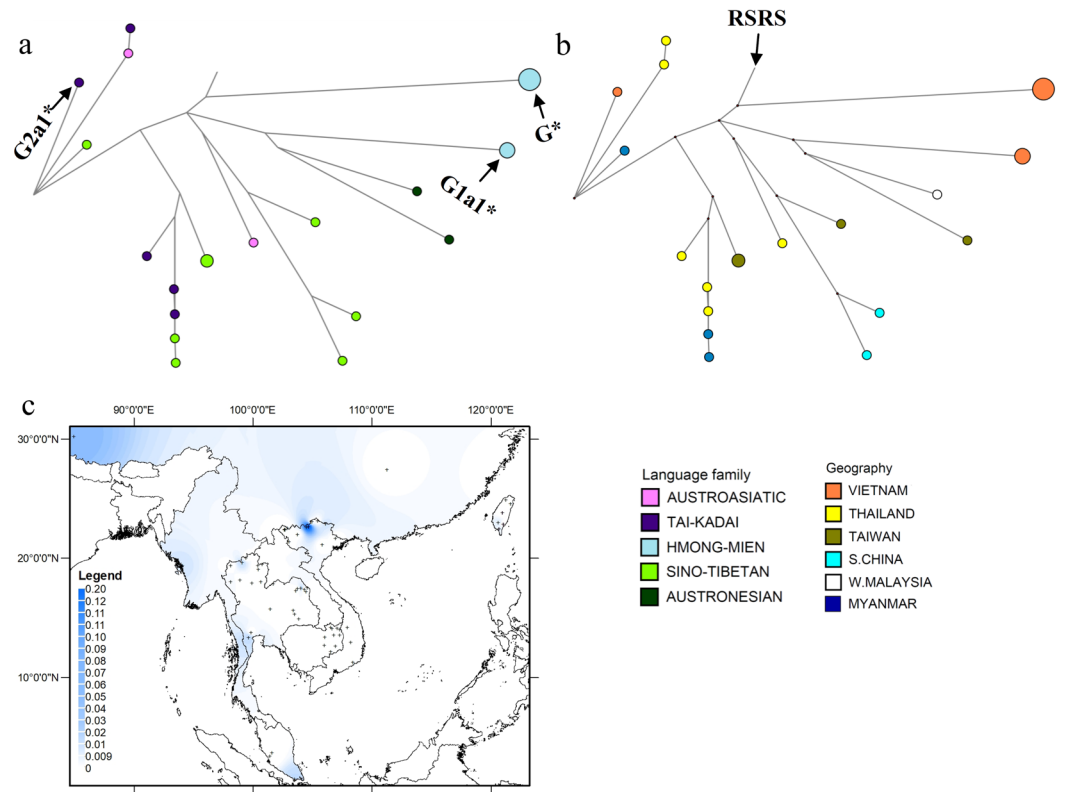 a
G2a1*
G*
G1a1*
b
RSRS
c
90°0'0"E
100°0'0"E
110°0'0"E
120°0'0"E
30°0'0"N
20°0'0"N
10°0'0"N
Legend
0.20
0.12
0.11
0.10
0.09
0.08
0.07
0.06
0.05
0.04
0.03
0.02
0.01
0.009
0
Language family
AUSTROASIATIC
TAI-KADAI
HMONG-MIEN
SINO-TIBETAN
AUSTRONESIAN
Geography
VIETNAM
THAILAND
TAIWAN
S.CHINA
W.MALAYSIA
MYANMAR